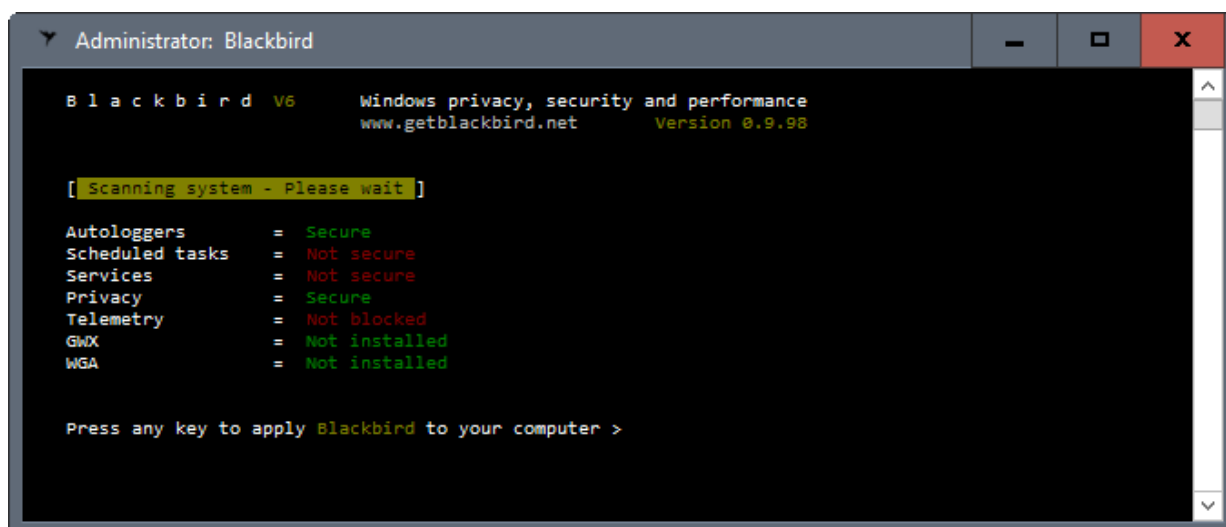 Administrator: Blackbird
B l a c k b i r d V6 Windows privacy, security and performance
www.getblackbird.net Version 0.9.98
[ Scanning system - Please wait ]
Autologgers = Secure
Scheduled tasks = Not secure
Services = Not secure
Privacy = Secure
Telemetry = Not blocked
GWX = Not installed
WGA = Not installed
Press any key to apply Blackbird to your computer >